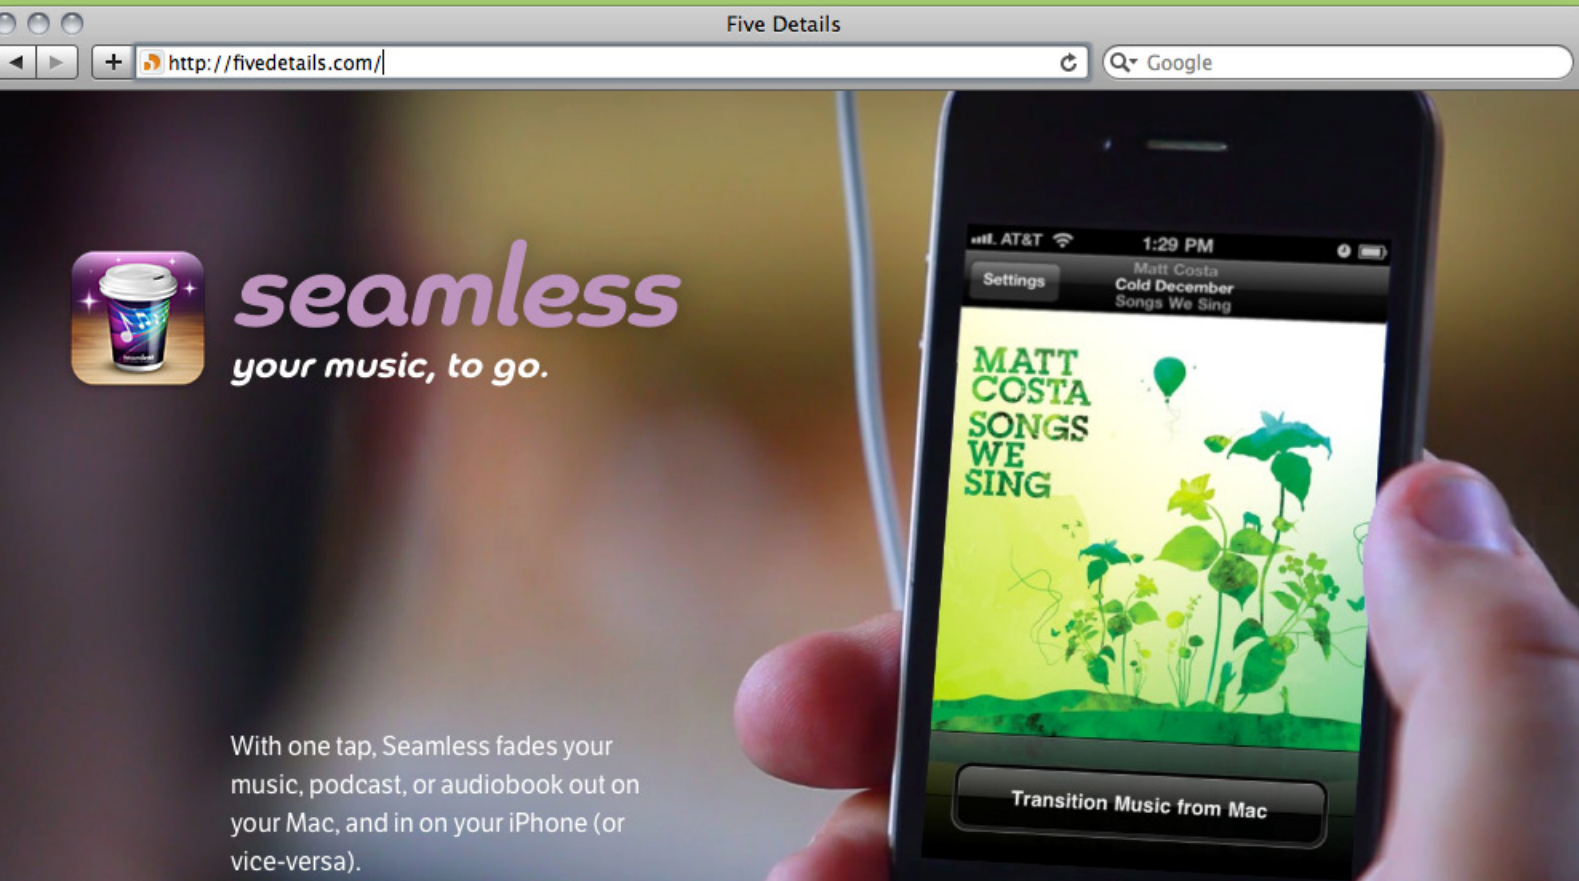 Five Details
http://fivedetails.com/
Google
seamless
your music, to go.
With one tap, Seamless fades your
music, podcast, or audiobook out on
your Mac, and in on your iPhone (or
vice-versa).
AT&T
1:29 PM
Settings
Matt Costa
Cold December
Songs We Sing
MATT
COSTA
SONGS
WE
SING
Transition Music from Mac